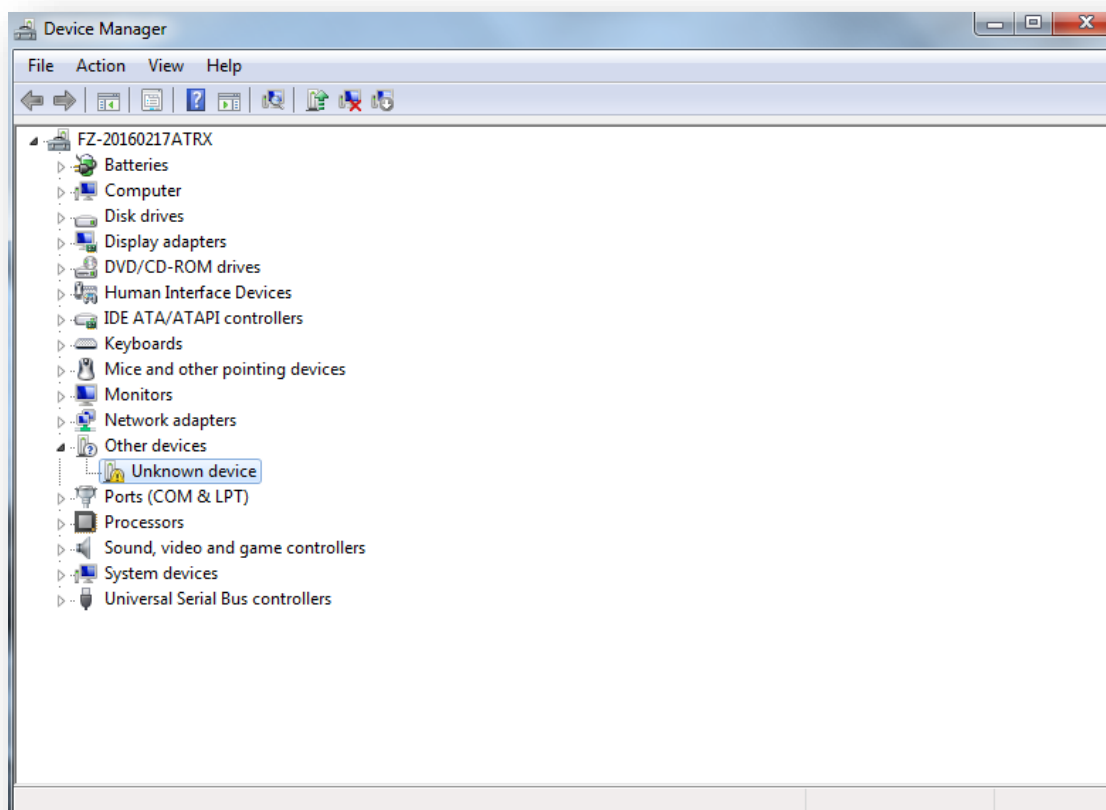 Device Manager
File Action View Help
FZ-20160217ATRX
Batteries
Computer
Disk drives
Display adapters
DVD/CD-ROM drives
Human Interface Devices
IDE ATA/ATAPI controllers
Keyboards
Mice and other pointing devices
Monitors
Network adapters
Other devices
Unknown device
Ports (COM & LPT)
Processors
Sound, video and game controllers
System devices
Universal Serial Bus controllers